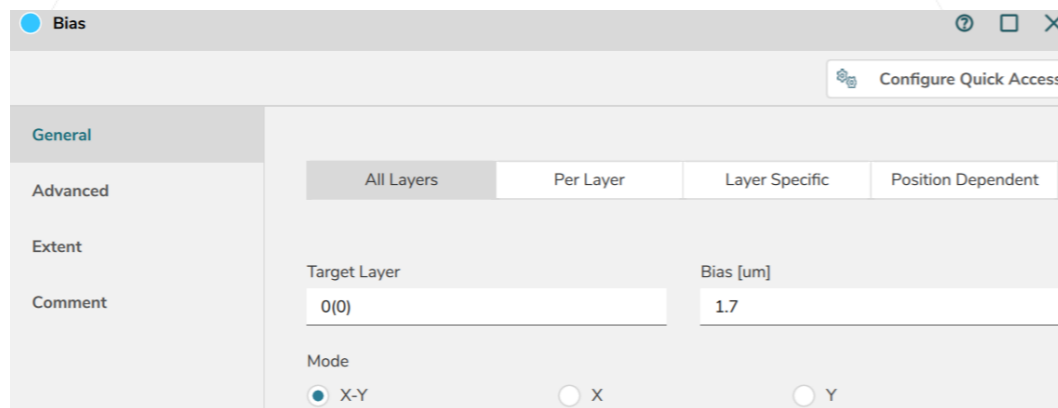 Bias
Configure Quick Access
General
Advanced
Extent
Comment
All Layers Per Layer Layer Specific Position Dependent
Target Layer Bias [um]
0(0) 1.7
Mode
X-Y X Y